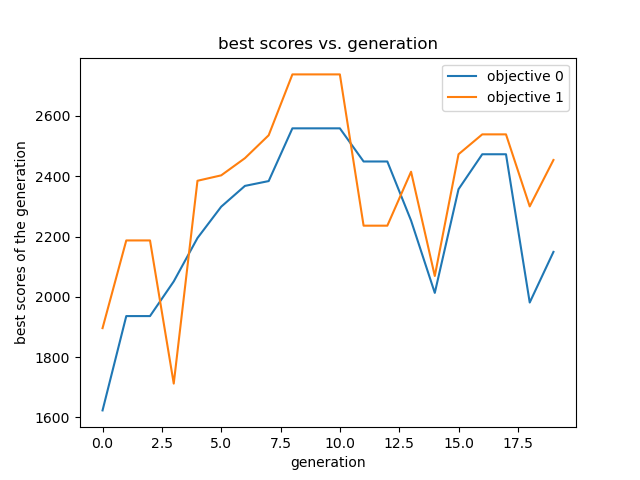 best scores vs. generation
objective 0
objective 1
best scores of the generation
2600
2400
2200
2000
1800
1600
0.0 2.5 5.0 7.5 10.0 12.5 15.0 17.5
generation